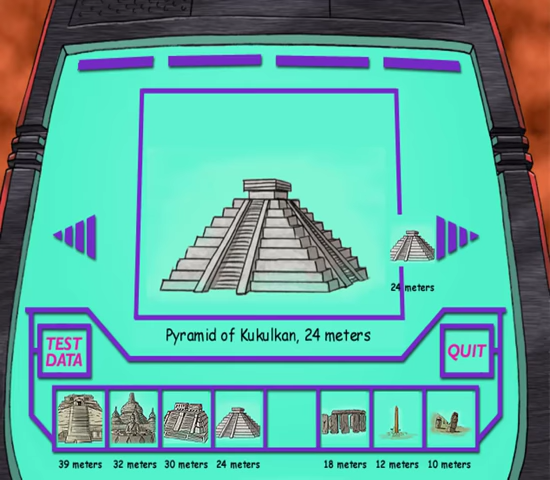 24 meters
Pyramid of Kukulkan, 24 meters
TEST
DATA
QUIT
39 meters
32 meters
30 meters
24 meters
18 meters
12 meters
10 meters